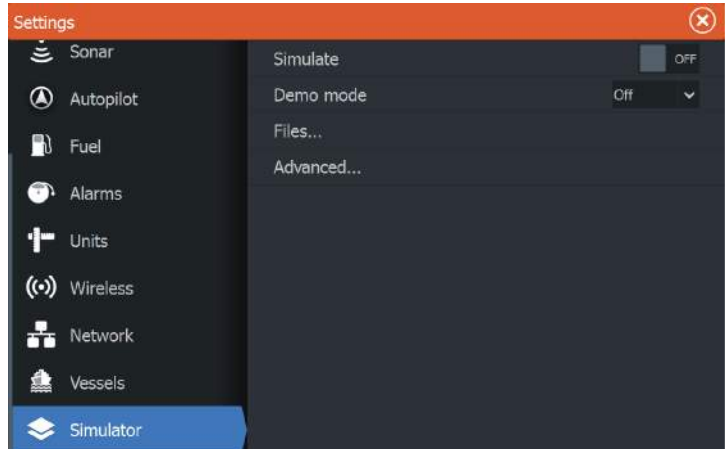 Settings
Sonar
Autopilot
Fuel
Alarms
Units
Wireless
Network
Vessels
Simulator
Simulate OFF
Demo mode Off
Files...
Advanced...